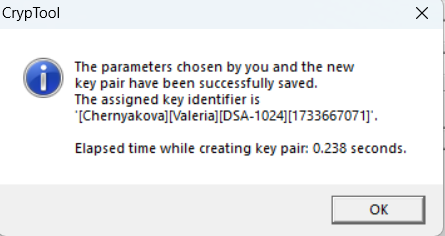 CrypTool
The parameters chosen by you and the new
key pair have been successfully saved.
The assigned key identifier is
'[Chernyakova][Valeria][DSA-1024][1733667071]'.
Elapsed time while creating key pair: 0.238 seconds.
OK